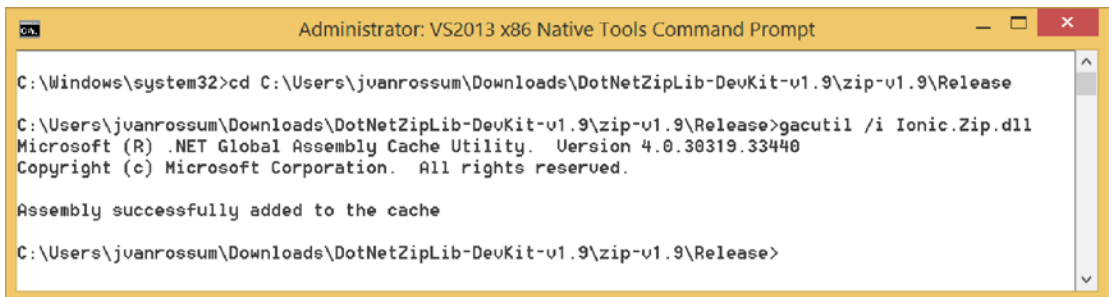 Administrator: VS2013 x86 Native Tools Command Prompt
C:\Windows\system32>cd C:\Users\jvanrossum\Downloads\DotNetZipLib-DevKit-v1.9\zip-v1.9\Release
C:\Users\jvanrossum\Downloads\DotNetZipLib-DevKit-v1.9\zip-v1.9\Release>gacutil /i Ionic.Zip.dll
Microsoft (R) .NET Global Assembly Cache Utility.  Version 4.0.30319.33440
Copyright (c) Microsoft Corporation.  All rights reserved.
Assembly successfully added to the cache
C:\Users\jvanrossum\Downloads\DotNetZipLib-DevKit-v1.9\zip-v1.9\Release>